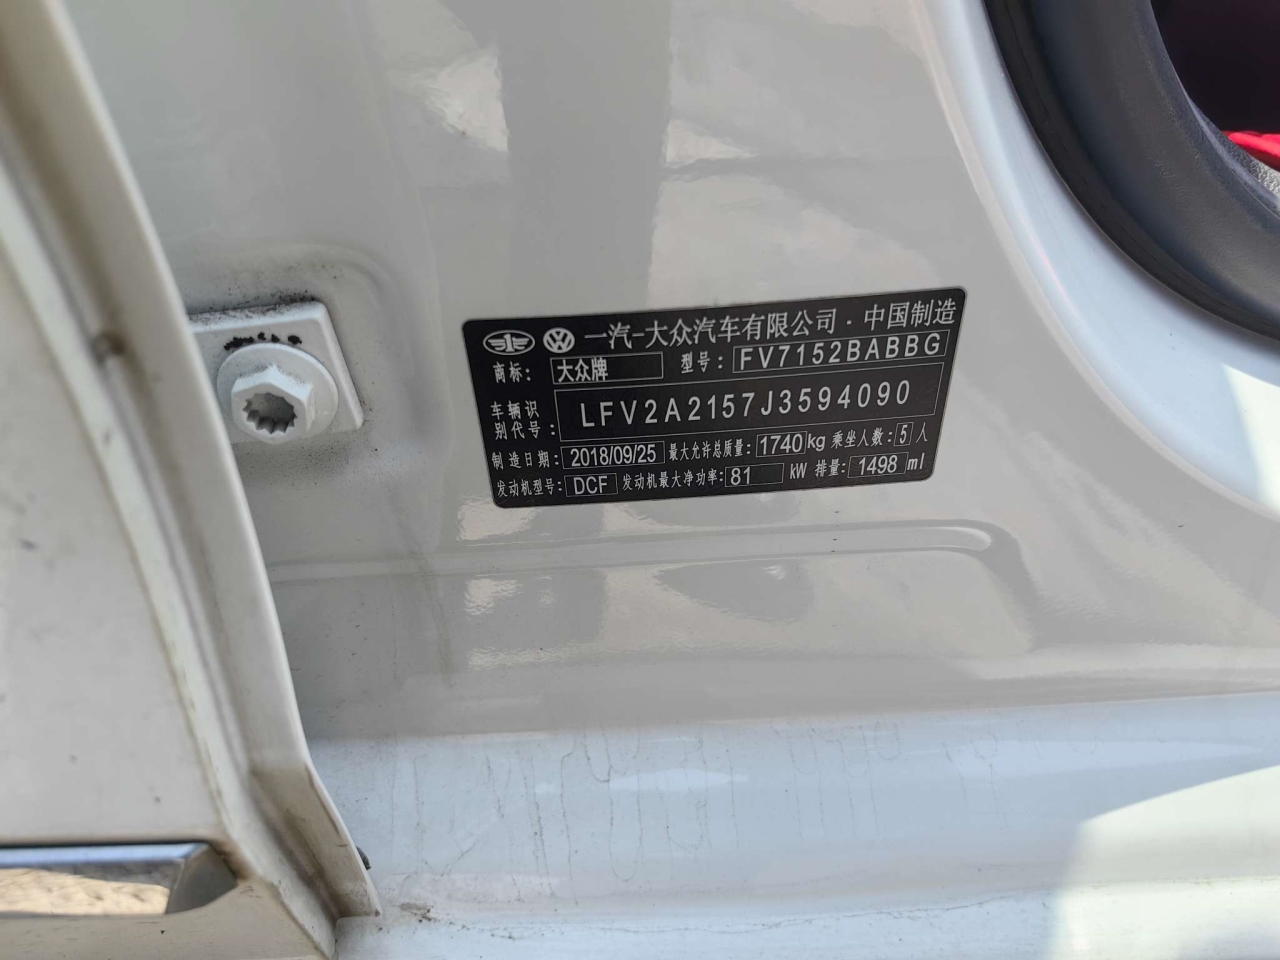 一汽-大众汽车有限公司·中国制造
商标：大众牌 型号：FV7152BABBG
车辆识别代号：LFV2A2157J3594090
制造日期：2018/09/25 最大允许总质量：1740kg 乘坐人数：5人
发动机型号：DCF 发动机最大净功率：81 kW 排量：1498 ml